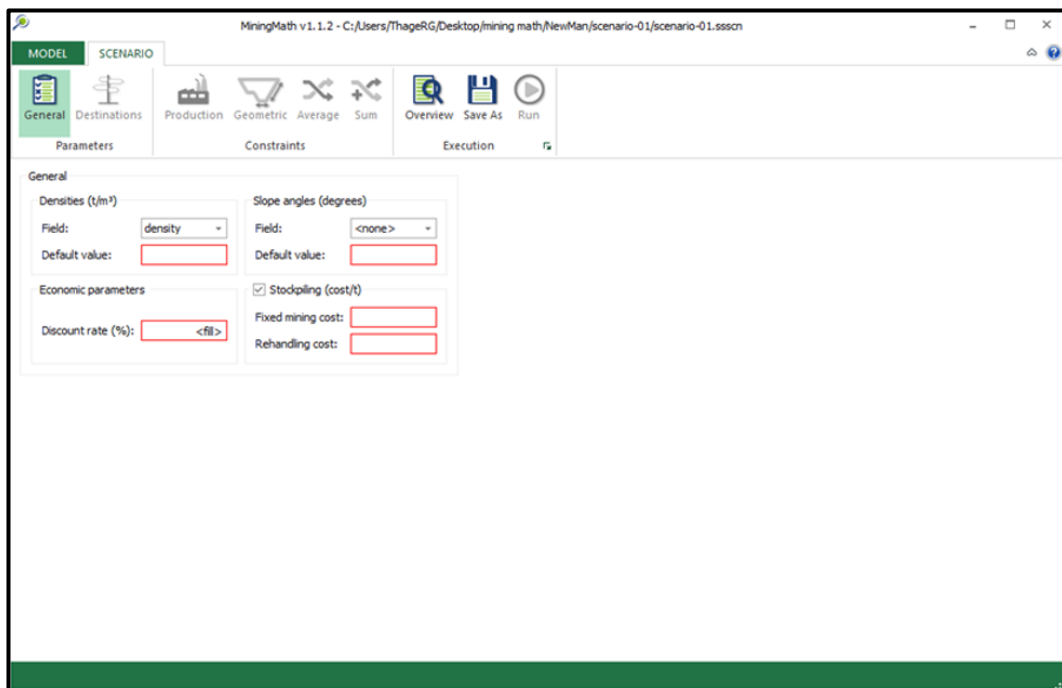 MiningMath v1.1.2 - C:/Users/ThageRG/Desktop/mining math/NewMan/scenario-01/scenario-01.ssscn
MODEL SCENARIO
General Destinations Production Geometric Average Sum Overview Save As Run
Parameters Constraints Execution
General
Densities (t/m³) Slope angles (degrees)
Field: density Field: <none>
Default value: Default value:
Economic parameters Stockpiling (cost/t)
Fixed mining cost:
Discount rate (%): <fill>
Rehandling cost: